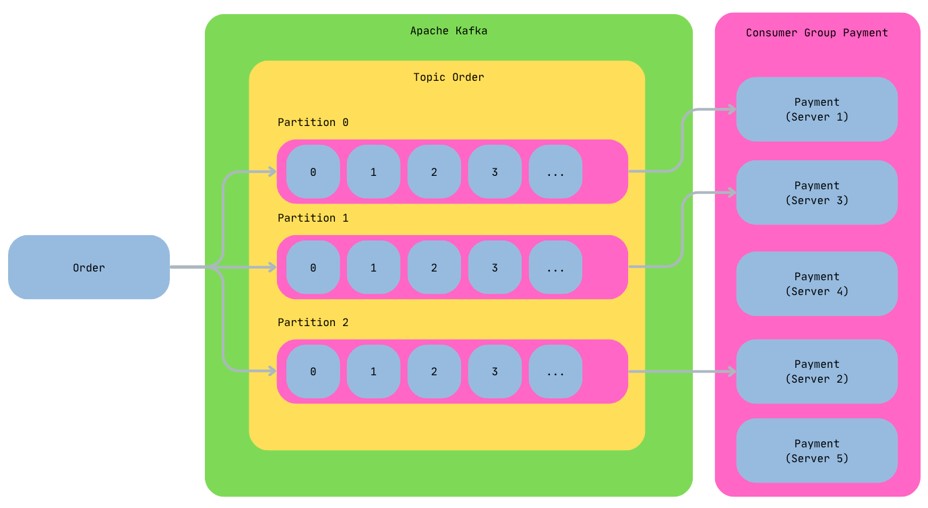 Apache Kafka
Consumer Group Payment
Topic Order
Payment
(Server 1)
Partition 0
0 1 2 3 ...
Payment
(Server 3)
Partition 1
Order
0 1 2 3 ...
Payment
(Server 4)
Partition 2
0 1 2 3 ...
Payment
(Server 2)
Payment
(Server 5)